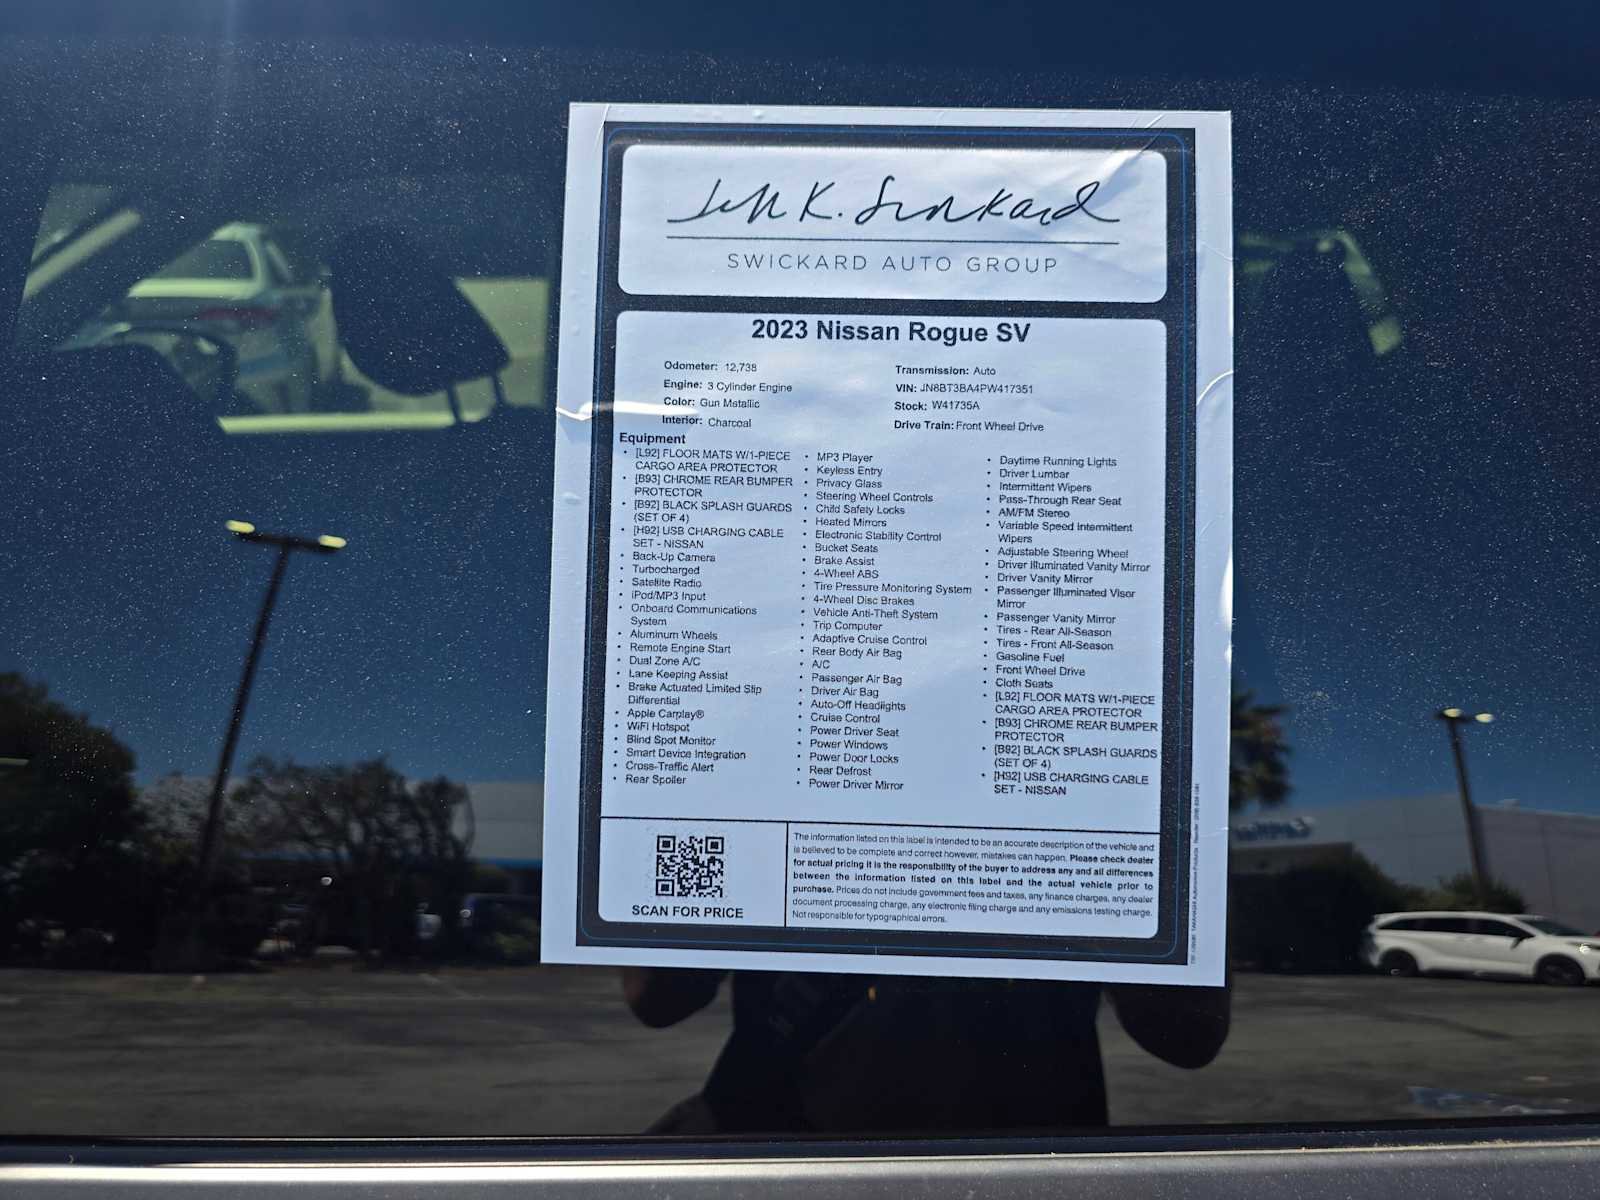 Jeff K. Swickard
SWICKARD AUTO GROUP
2023 Nissan Rogue SV
Odometer: 12,738
Engine: 3 Cylinder Engine
Color: Gun Metallic
Interior: Charcoal
Transmission: Auto
VIN: JN8BT3BA4PW417351
Stock: W41735A
Drive Train: Front Wheel Drive
Equipment
• [L92] FLOOR MATS W/1-PIECE
CARGO AREA PROTECTOR
• [B93] CHROME REAR BUMPER
PROTECTOR
• [B92] BLACK SPLASH GUARDS
(SET OF 4)
• [H92] USB CHARGING CABLE
SET - NISSAN
• Back-Up Camera
• Turbocharged
• Satellite Radio
• iPod/MP3 Input
• Onboard Communications
System
• Aluminum Wheels
• Remote Engine Start
• Dual Zone A/C
• Lane Keeping Assist
• Brake Actuated Limited Slip
Differential
• Apple Carplay®
• WiFi Hotspot
• Blind Spot Monitor
• Smart Device Integration
• Cross-Traffic Alert
• Rear Spoiler
• MP3 Player
• Keyless Entry
• Privacy Glass
• Steering Wheel Controls
• Child Safety Locks
• Heated Mirrors
• Electronic Stability Control
• Bucket Seats
• Brake Assist
• 4-Wheel ABS
• Tire Pressure Monitoring System
• 4-Wheel Disc Brakes
• Vehicle Anti-Theft System
• Trip Computer
• Adaptive Cruise Control
• Rear Body Air Bag
• A/C
• Passenger Air Bag
• Driver Air Bag
• Auto-Off Headlights
• Cruise Control
• Power Driver Seat
• Power Windows
• Power Door Locks
• Rear Defrost
• Power Driver Mirror
• Daytime Running Lights
• Driver Lumbar
• Intermittent Wipers
• Pass-Through Rear Seat
• AM/FM Stereo
• Variable Speed Intermittent
Wipers
• Adjustable Steering Wheel
• Driver Illuminated Vanity Mirror
• Driver Vanity Mirror
• Passenger Illuminated Visor
Mirror
• Passenger Vanity Mirror
• Tires - Rear All-Season
• Tires - Front All-Season
• Gasoline Fuel
• Front Wheel Drive
• Cloth Seats
• [L92] FLOOR MATS W/1-PIECE
CARGO AREA PROTECTOR
• [B93] CHROME REAR BUMPER
PROTECTOR
• [B92] BLACK SPLASH GUARDS
(SET OF 4)
• [H92] USB CHARGING CABLE
SET - NISSAN
SCAN FOR PRICE
The information listed on this label is intended to be an accurate description of the vehicle and
is believed to be complete and correct however, mistakes can happen. Please check dealer
for actual pricing it is the responsibility of the buyer to address any and all differences
between the information listed on this label and the actual vehicle prior to
purchase. Prices do not include government fees and taxes, any finance charges, any dealer
document processing charge, any electronic filing charge and any emissions testing charge.
Not responsible for typographical errors.